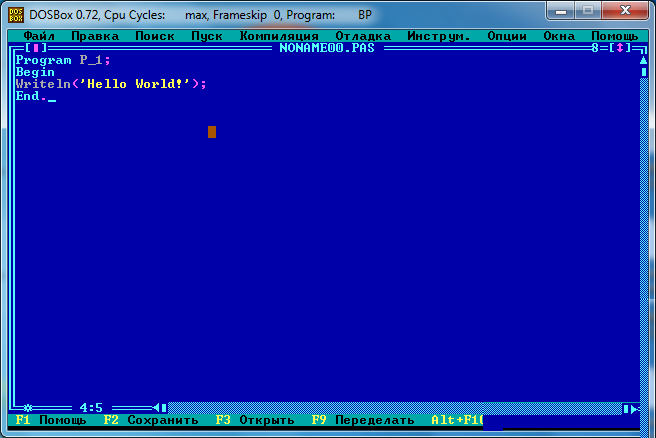 DOSBox 0.72, Cpu Cycles: max, Frameskip 0, Program: BP
Файл Правка Поиск Пуск Компиляция Отладка Инструм. Опции Окна Помощь
NONAME00.PAS 8
Program P_1;
Begin
Writeln('Hello World!');
End.
4:5
F1 Помощь F2 Сохранить F3 Открыть F9 Переделать Alt+F10